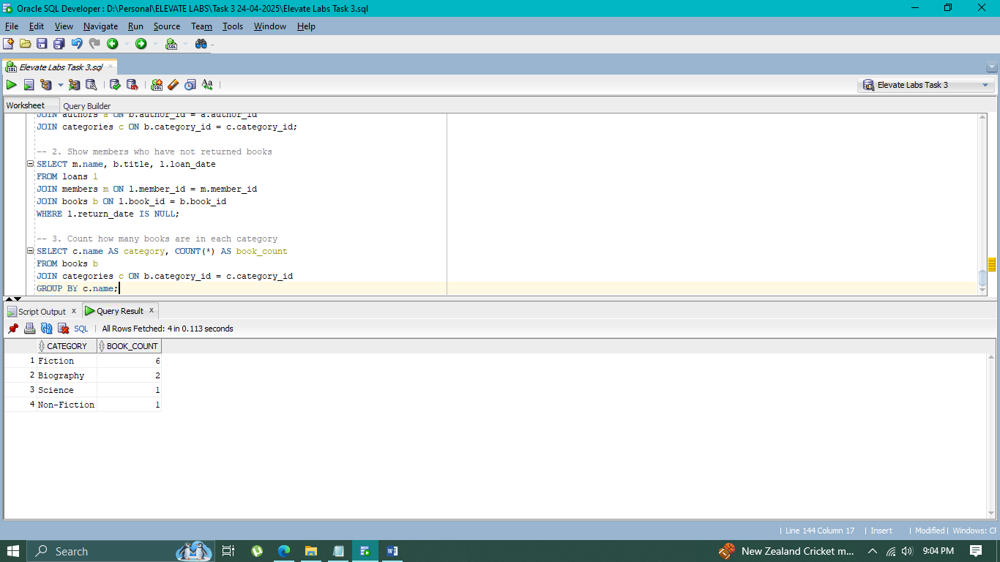 Oracle SQL Developer : D:\Personal\ELEVATE LABS\Task 3 24-04-2025\Elevate Labs Task 3.sql
File Edit View Navigate Run Source Team Tools Window Help
Elevate Labs Task 3.sql
Elevate Labs Task 3
Worksheet Query Builder
JOIN authors a ON b.author_id = a.author_id
JOIN categories c ON b.category_id = c.category_id;
-- 2. Show members who have not returned books
SELECT m.name, b.title, l.loan_date
FROM loans l
JOIN members m ON l.member_id = m.member_id
JOIN books b ON l.book_id = b.book_id
WHERE l.return_date IS NULL;
-- 3. Count how many books are in each category
SELECT c.name AS category, COUNT(*) AS book_count
FROM books b
JOIN categories c ON b.category_id = c.category_id
GROUP BY c.name;
Script Output x Query Result x
SQL | All Rows Fetched: 4 in 0.113 seconds
CATEGORY BOOK_COUNT
1 Fiction 6
2 Biography 2
3 Science 1
4 Non-Fiction 1
| Line 144 Column 17 | Insert | Modified | Windows: CF
Search New Zealand Cricket m... 9:04 PM